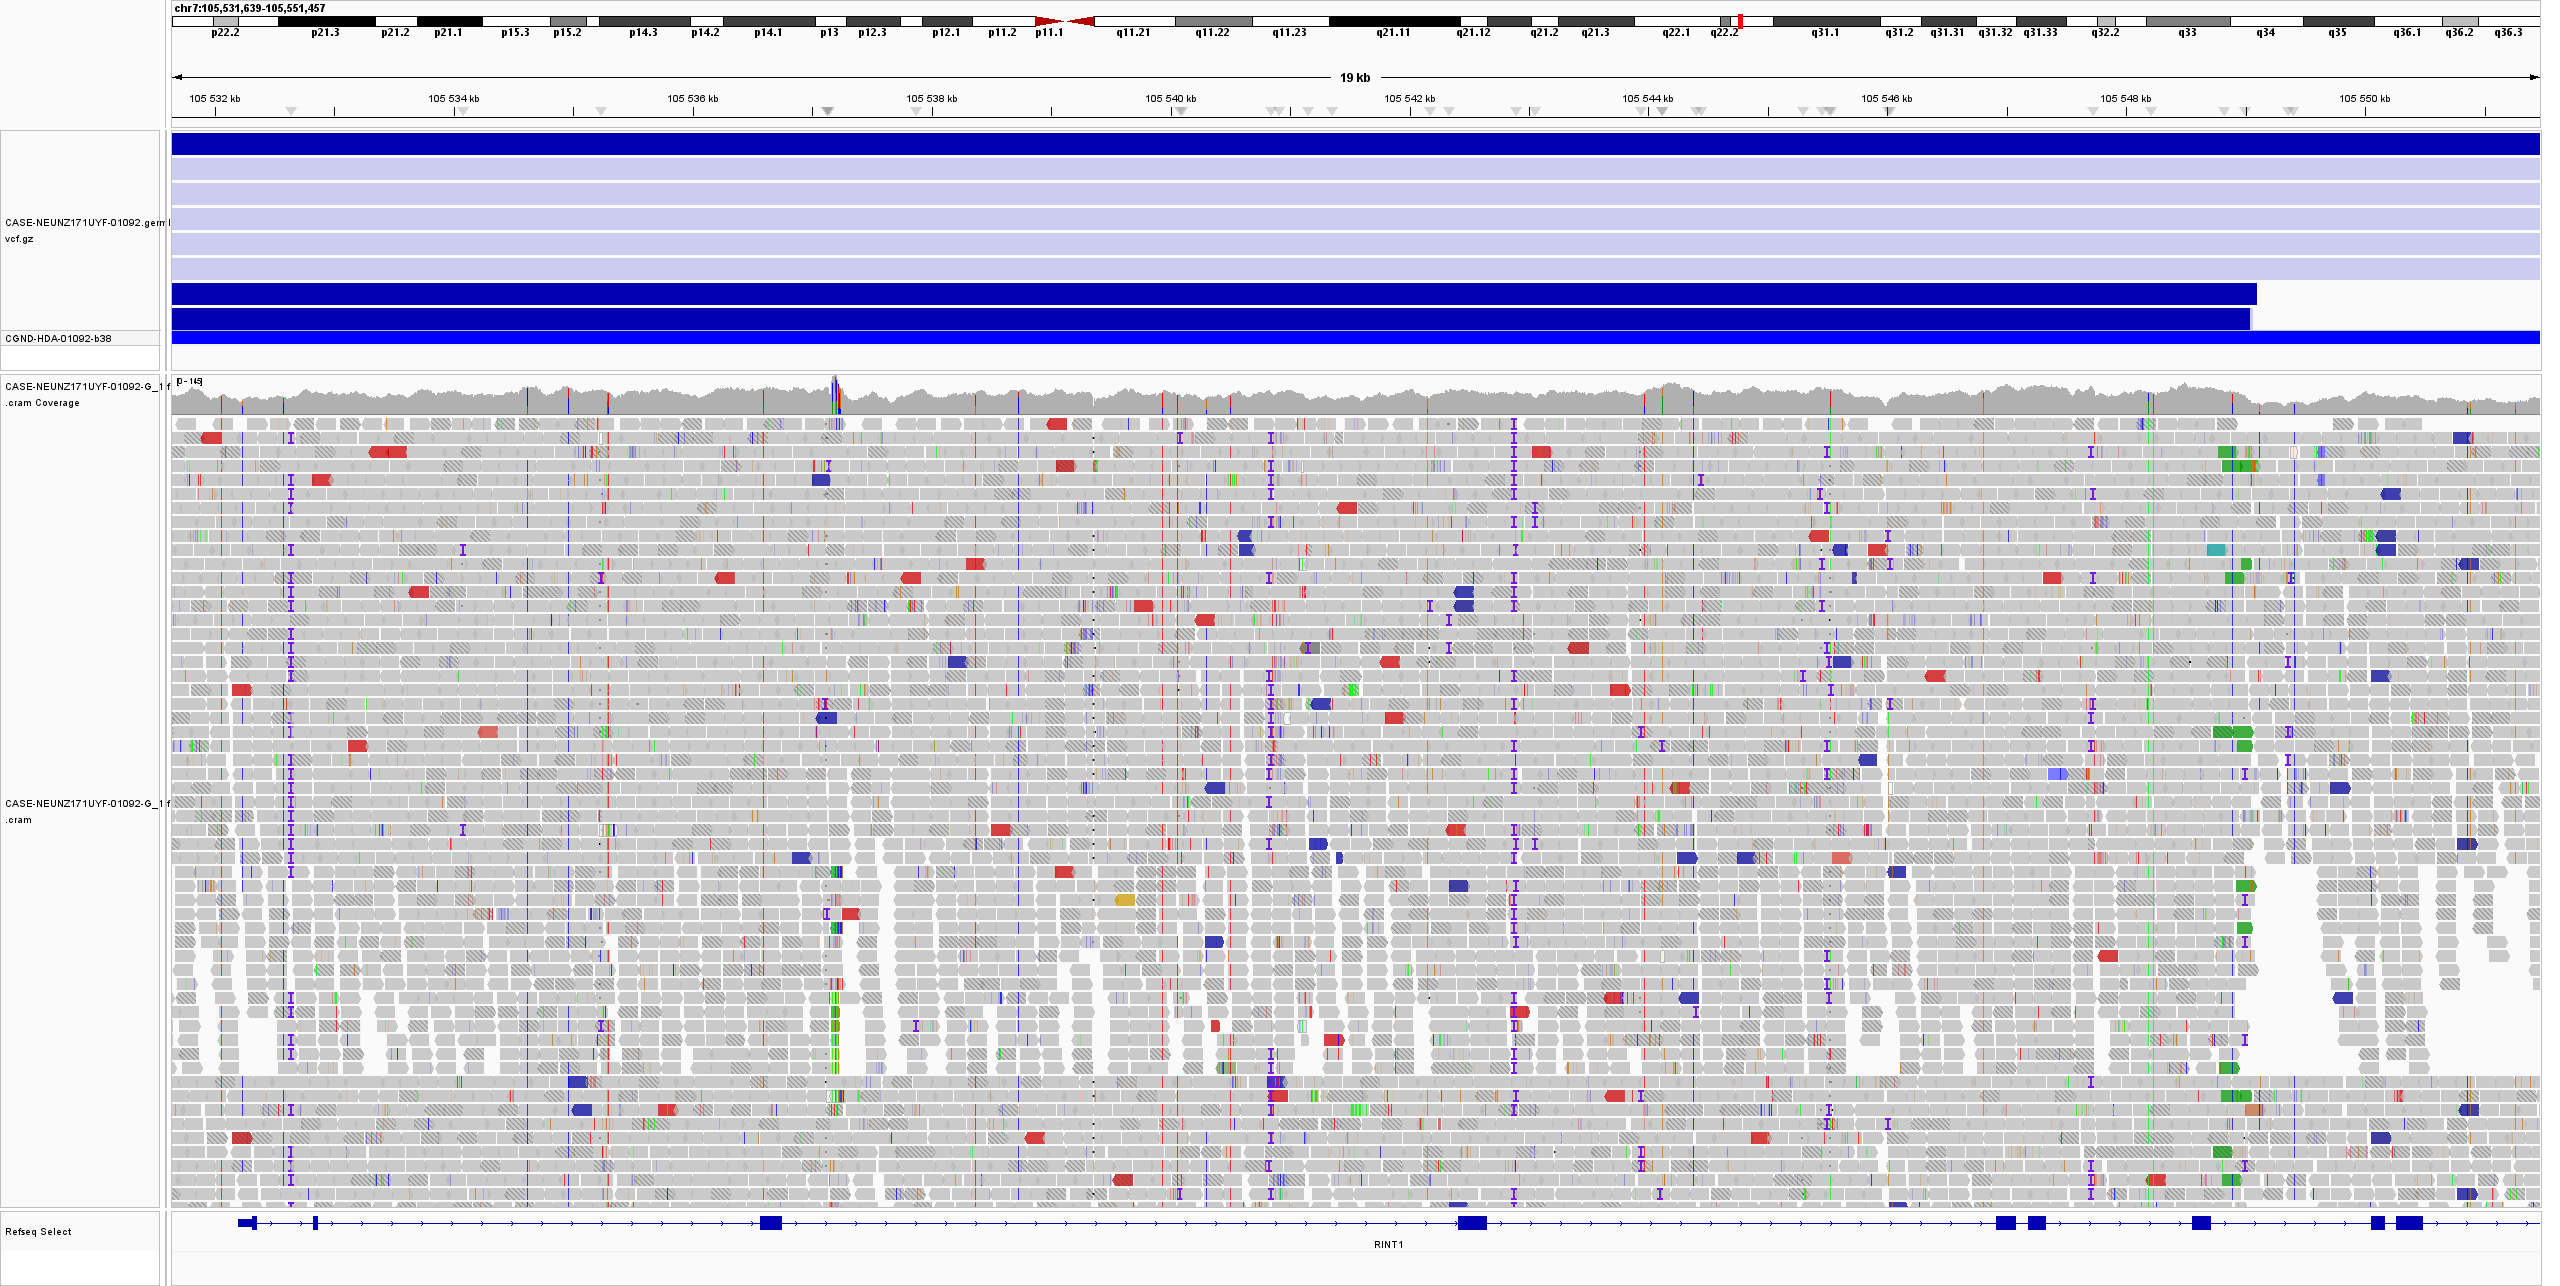 chr7:105,531,639-105,551,457
p22.2 p21.3 p21.2 p21.1 p15.3 p15.2 p14.3 p14.2 p14.1 p13 p12.3 p12.1 p11.2 p11.1 q11.21 q11.22 q11.23 q21.11 q21.12 q21.2 q21.3 q22.1 q22.2 q31.1 q31.2 q31.31 q31.32 q31.33 q32.2 q33 q34 q35 q36.1 q36.2 q36.3
19 kb
105 532 kb 105 534 kb 105 536 kb 105 538 kb 105 540 kb 105 542 kb 105 544 kb 105 546 kb 105 548 kb 105 550 kb
CASE-NEUNZ171UYF-01092.germl
vcf.gz
CGND-HDA-01092-b38
[0 - 145]
CASE-NEUNZ171UYF-01092-G_1 f
.cram Coverage
CASE-NEUNZ171UYF-01092-G_1 f
.cram
Refseq Select
RINT1